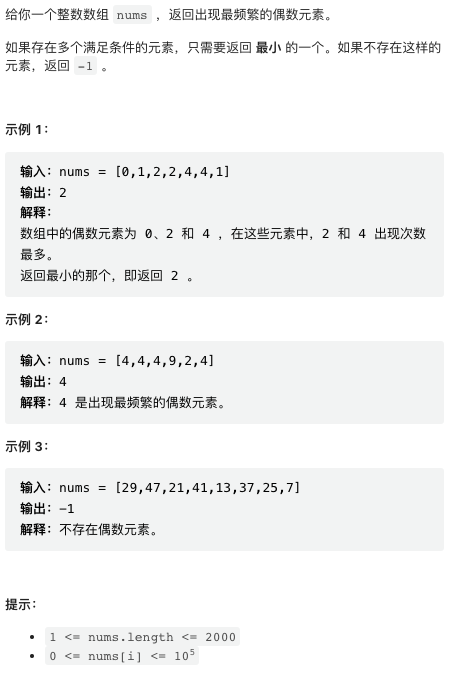 给你一个整数数组 nums ，返回出现最频繁的偶数元素。
如果存在多个满足条件的元素，只需要返回 最小 的一个。如果不存在这样的
元素，返回 -1 。
示例 1：
输入：nums = [0,1,2,2,4,4,1]
输出：2
解释：
数组中的偶数元素为 0、2 和 4 ，在这些元素中，2 和 4 出现次数
最多。
返回最小的那个，即返回 2 。
示例 2：
输入：nums = [4,4,4,9,2,4]
输出：4
解释：4 是出现最频繁的偶数元素。
示例 3：
输入：nums = [29,47,21,41,13,37,25,7]
输出：-1
解释：不存在偶数元素。
提示：
• 1 <= nums.length <= 2000
• 0 <= nums[i] <= 10⁵